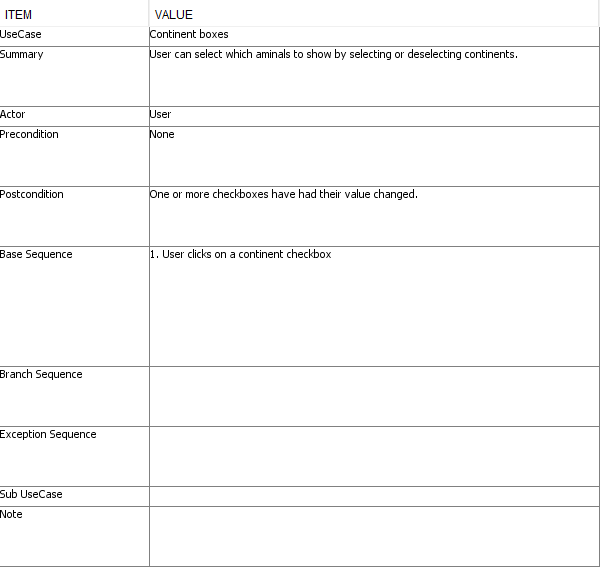 ITEM VALUE
UseCase Continent boxes
Summary User can select which aminals to show by selecting or deselecting continents.
Actor User
Precondition None
Postcondition One or more checkboxes have had their value changed.
Base Sequence 1. User clicks on a continent checkbox
Branch Sequence
Exception Sequence
Sub UseCase
Note